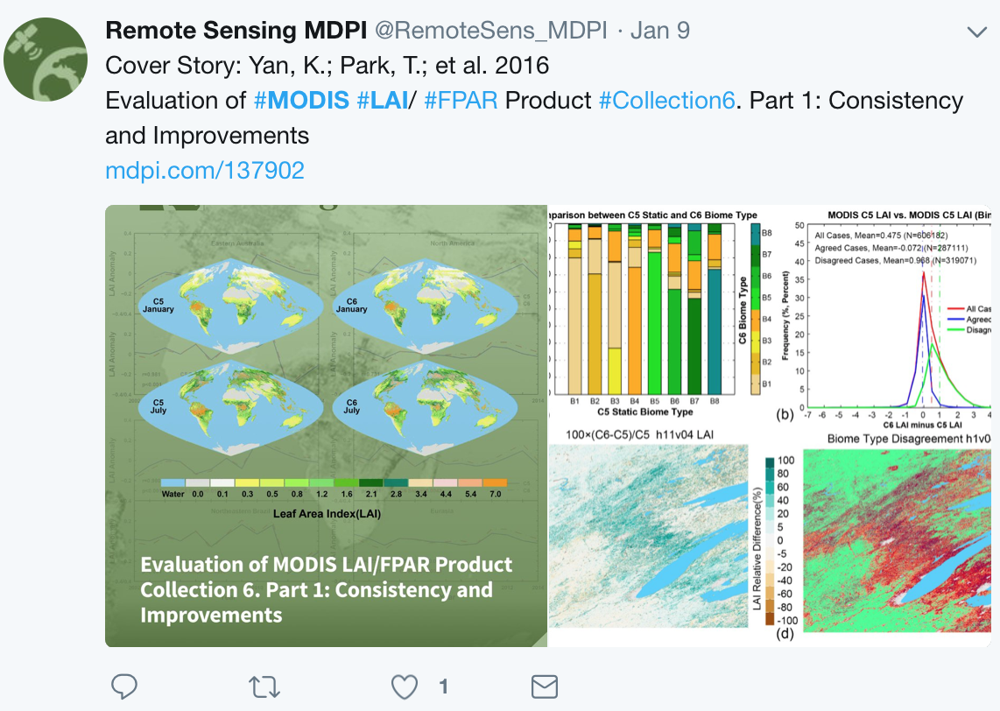 Remote Sensing MDPI @RemoteSens_MDPI · Jan 9
Cover Story: Yan, K.; Park, T.; et al. 2016
Evaluation of #MODIS #LAI/ #FPAR Product #Collection6. Part 1: Consistency
and Improvements
mdpi.com/137902
Eastern Australia
North America
LAI Anomaly
LAI Anomaly
C5
January
C6
January
C5
July
C6
July
Water 0.0 0.1 0.3 0.5 0.8 1.2 1.6 2.1 2.8 3.4 4.4 5.4 7.0
Leaf Area Index(LAI)
Evaluation of MODIS LAI/FPAR Product
Collection 6. Part 1: Consistency and
Improvements
parison between C5 Static and C6 Biome Type
B8
B7
B6
B5
B4
B3
B2
B1
C6 Biome Type
B1 B2 B3 B4 B5 B6 B7 B8
C5 Static Biome Type
MODIS C5 LAI vs. MODIS C5 LAI (Bin
All Cases, Mean=0.475 (N=606182)
Agreed Cases, Mean=-0.072 (N=287111)
Disagreed Cases, Mean=0.968 (N=319071)
50
45
40
35
30
25
20
15
10
5
0
Frequency (%, Percent)
All Cas
Agreed
Disagr
(b)
-7 -6 -5 -4 -3 -2 -1 0 1 2 3 4
C6 LAI minus C5 LAI
100×(C6-C5)/C5 h11v04 LAI
LAI Relative Difference(%)
100
80
60
40
20
5
0
-5
-20
-40
-60
-80
-100
(d)
Biome Type Disagreement h1v0
1